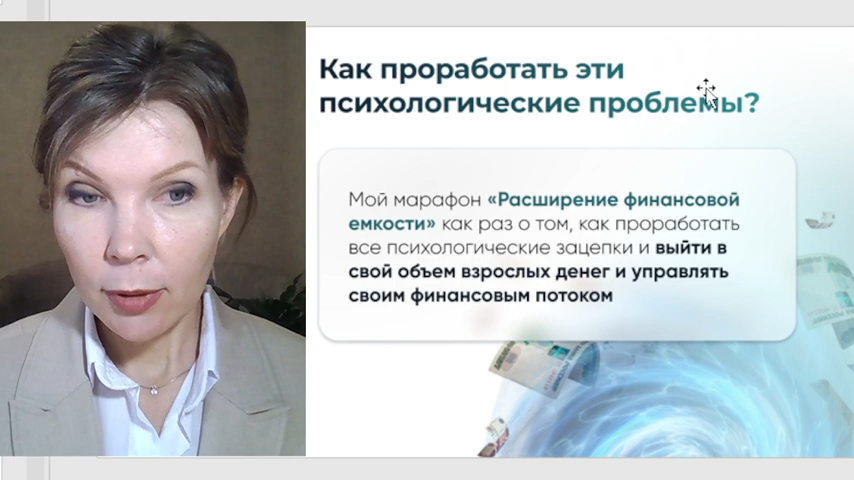 Как проработать эти
психологические проблемы?
Мой марафон «Расширение финансовой
емкости» как раз о том, как проработать
все психологические зацепки и выйти в
свой объем взрослых денег и управлять
своим финансовым потоком